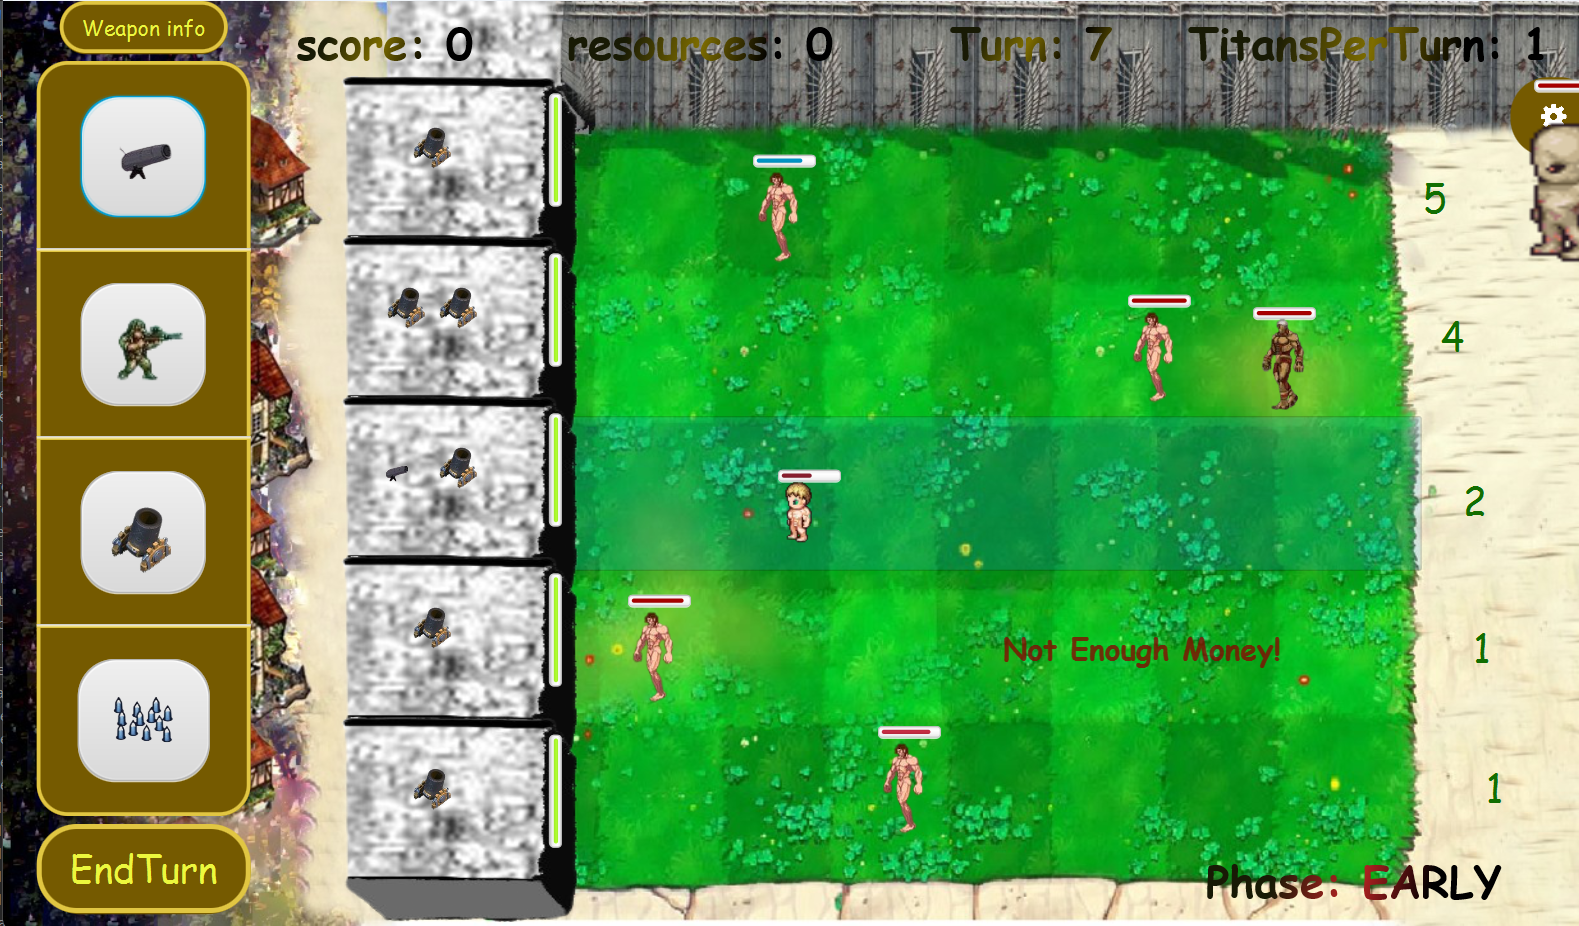 Weapon info
score: 0 resources: 0 Turn: 7 TitansPerTurn: 1
5
4
2
Not Enough Money!
1
1
EndTurn
Phase: EARLY